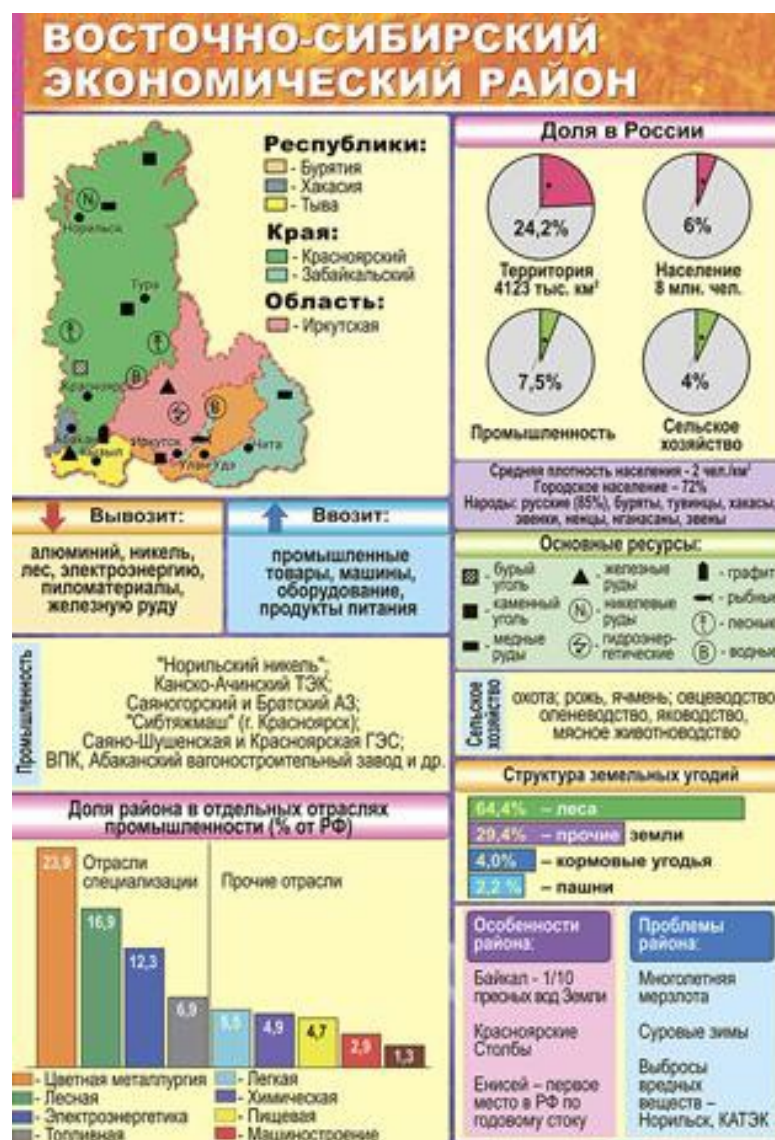 ВОСТОЧНО-СИБИРСКИЙ
ЭКОНОМИЧЕСКИЙ РАЙОН
Республики:
- Бурятия
- Хакасия
- Тыва
Края:
- Красноярский
- Забайкальский
Область:
- Иркутская
N
Норильск
Тура
Красноярск
В
В
Абакан
Кызыл
Иркутск
Улан-Удэ
Чита
Доля в России
24,2%
Территория
4123 тыс. км²
6%
Население
8 млн. чел.
7,5%
Промышленность
4%
Сельское
хозяйство
Средняя плотность населения - 2 чел./км²
Городское население – 72%
Народы: русские (85%), буряты, тувинцы, хакасы,
эвенки, ненцы, нганасаны, эвены
Вывозит:
алюминий, никель,
лес, электроэнергию,
пиломатериалы,
железную руду
Ввозит:
промышленные
товары, машины,
оборудование,
продукты питания
Основные ресурсы:
- бурый
уголь
- каменный
уголь
- медные
руды
- железные
руды
N - никелевые
руды
- гидроэнер-
гетические
- графит
- рыбные
- лесные
В - водные
Промышленность
"Норильский никель";
Канско-Ачинский ТЭК;
Саяногорский и Братский АЗ;
"Сибтяжмаш" (г. Красноярск);
Саяно-Шушенская и Красноярская ГЭС;
ВПК, Абаканский вагоностроительный завод и др.
Сельское
хозяйство
охота; рожь, ячмень; овцеводство,
оленеводство, яководство,
мясное животноводство
Структура земельных угодий
64,4% – леса
29,4% – прочие земли
4,0% – кормовые угодья
2,2 % – пашни
Доля района в отдельных отраслях
промышленности (% от РФ)
Отрасли
специализации
Прочие отрасли
23,9
16,9
12,3
6,9
5,5
4,9
4,7
2,9
1,3
- Цветная металлургия
- Лесная
- Электроэнергетика
- Топливная
- Легкая
- Химическая
- Пищевая
- Машиностроение
Особенности
района:
Байкал - 1/10
пресных вод Земли
Красноярские
Столбы
Енисей – первое
место в РФ по
годовому стоку
Проблемы
района:
Многолетняя
мерзлота
Суровые зимы
Выбросы
вредных
веществ –
Норильск, КАТЭК